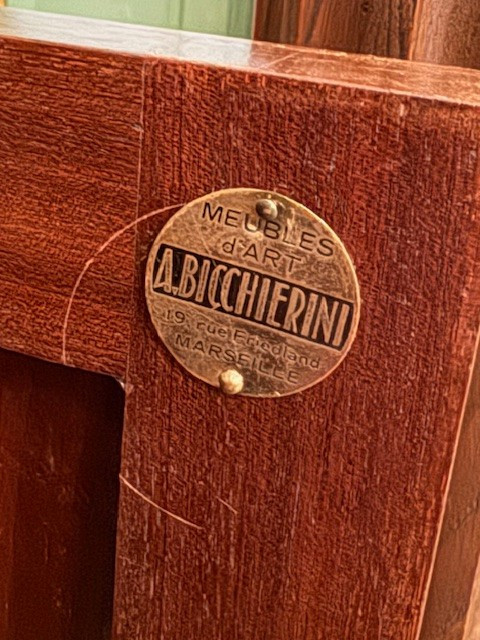 MEUBLES
d'ART
A.BICCHIERINI
19, rue Friedland
MARSEILLE